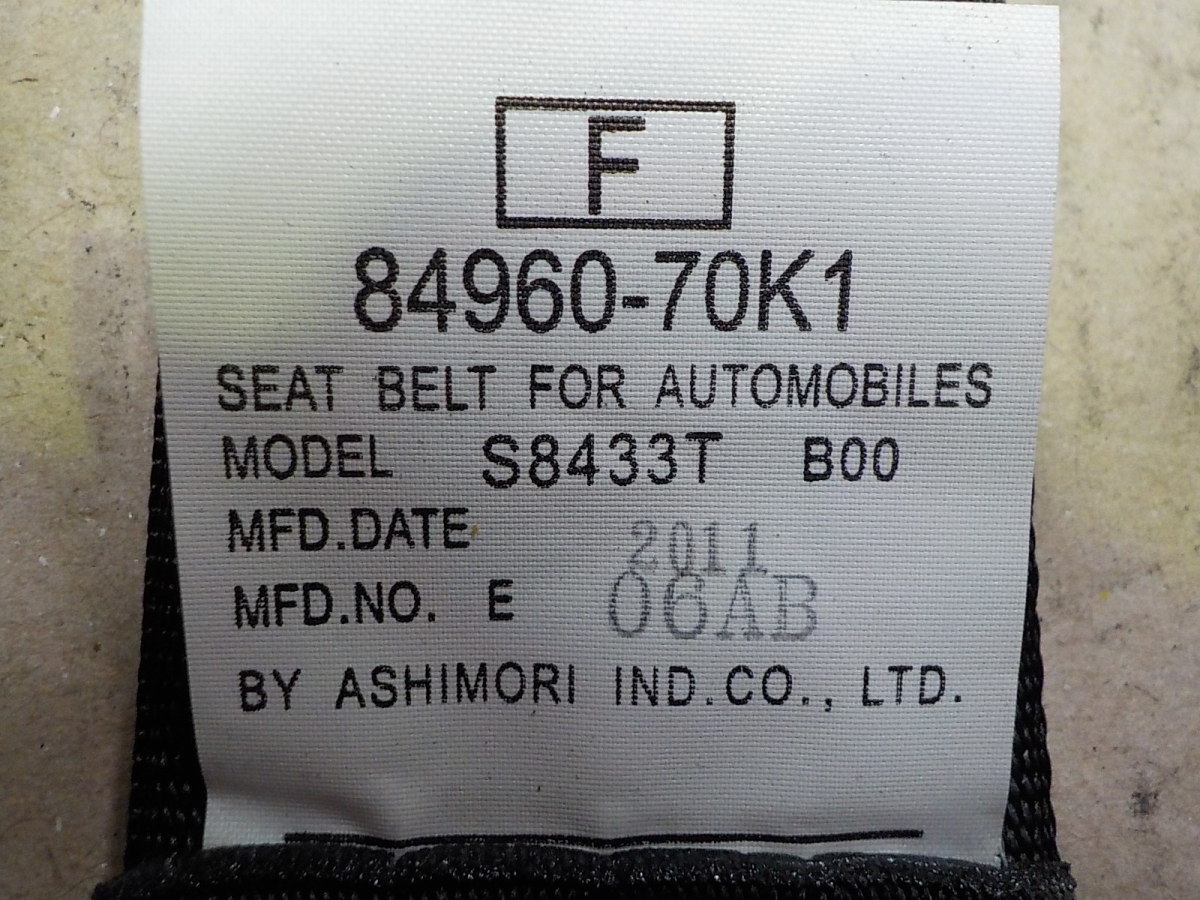 F
84960-70K1
SEAT BELT FOR AUTOMOBILES
MODEL S8433T B00
MFD.DATE 2011
MFD.NO. E 06AB
BY ASHIMORI IND.CO., LTD.